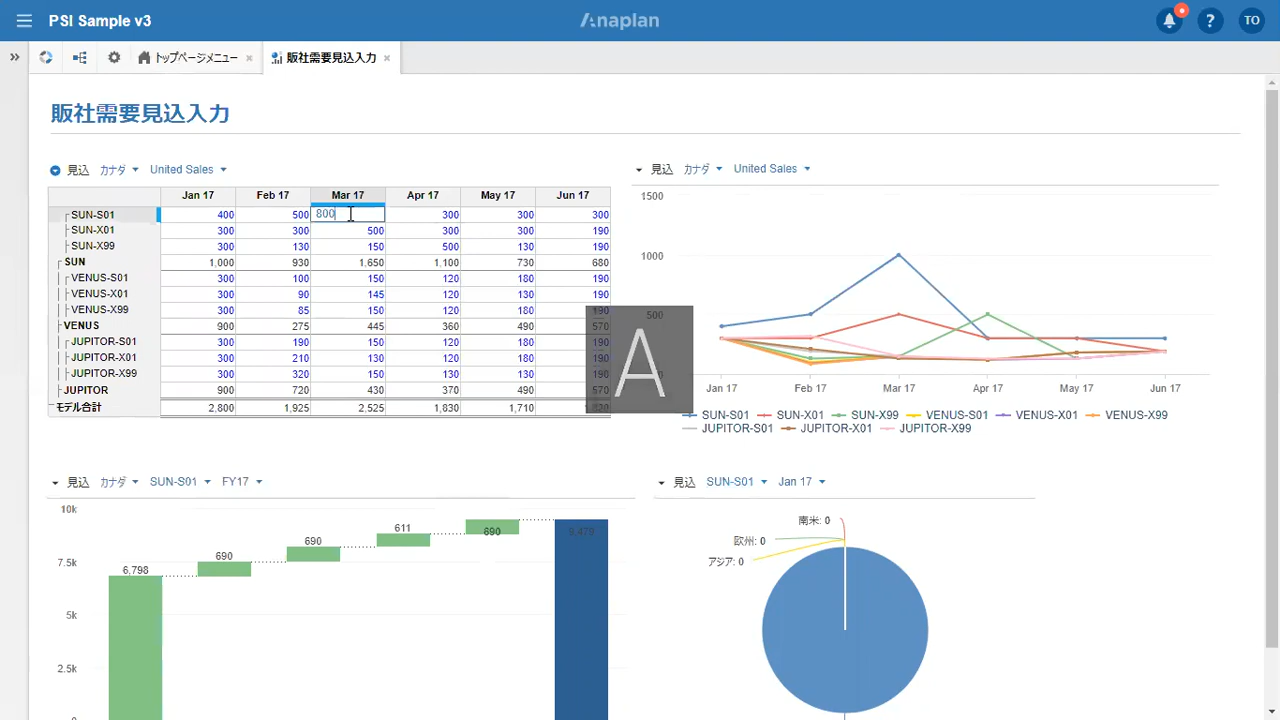 PSI Sample v3
Anaplan
?
TO
トップページメニュー
販社需要見込入力
販社需要見込入力
見込 カナダ United Sales
Jan 17 Feb 17 Mar 17 Apr 17 May 17 Jun 17
SUN-S01 400 500 800 300 300 300
SUN-X01 300 300 500 300 300 190
SUN-X99 300 130 150 500 130 190
SUN 1,000 930 1,650 1,100 730 680
VENUS-S01 300 100 150 120 180 190
VENUS-X01 300 90 145 120 130 190
VENUS-X99 300 85 150 120 180 190
VENUS 900 275 445 360 490 570
JUPITOR-S01 300 190 150 120 180 190
JUPITOR-X01 300 210 130 120 180 190
JUPITOR-X99 300 320 150 130 130 190
JUPITOR 900 720 430 370 490 570
モデル合計 2,800 1,925 2,525 1,830 1,710
A
見込 カナダ United Sales
1500
1000
500
Jan 17 Feb 17 Mar 17 Apr 17 May 17 Jun 17
SUN-S01 SUN-X01 SUN-X99 VENUS-S01 VENUS-X01 VENUS-X99
JUPITOR-S01 JUPITOR-X01 JUPITOR-X99
見込 カナダ SUN-S01 FY17
10k
7.5k
5k
2.5k
6,798
690
690
611
690
9,479
見込 SUN-S01 Jan 17
南米: 0
欧州: 0
アジア: 0